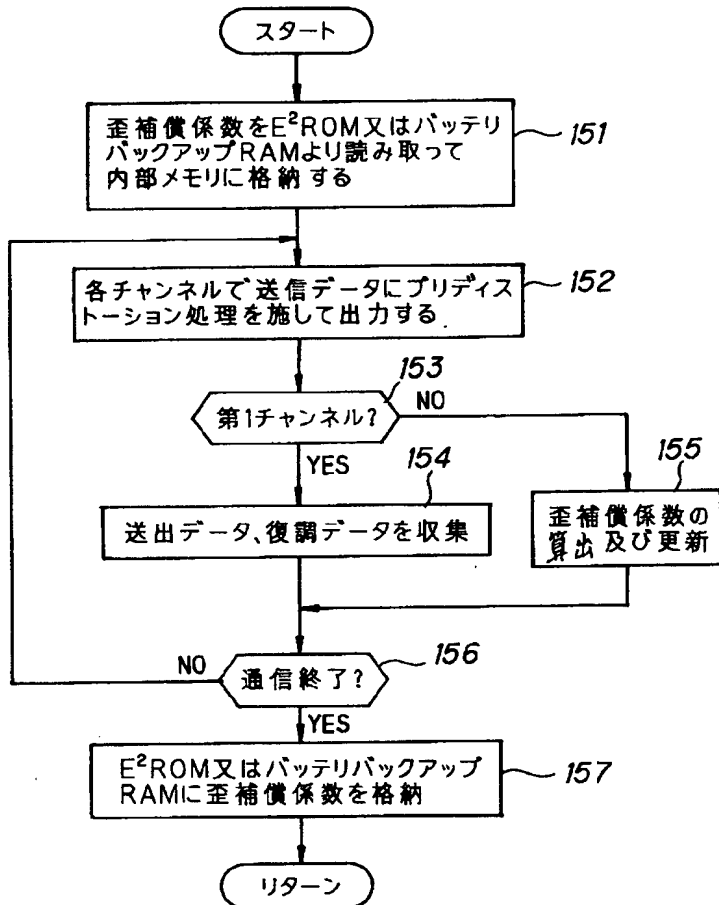 スタート
歪補償係数をE²ROM又はバッテリ
バックアップRAMより読み取って
内部メモリに格納する
151
各チャンネルで送信データにプリディス
トーション処理を施して出力する
152
153
第1チャンネル?
NO
YES
154
155
送出データ、復調データを収集
歪補償係数の
算出及び更新
NO
通信終了?
156
YES
E²ROM又はバッテリバックアップ
RAMに歪補償係数を格納
157
リターン